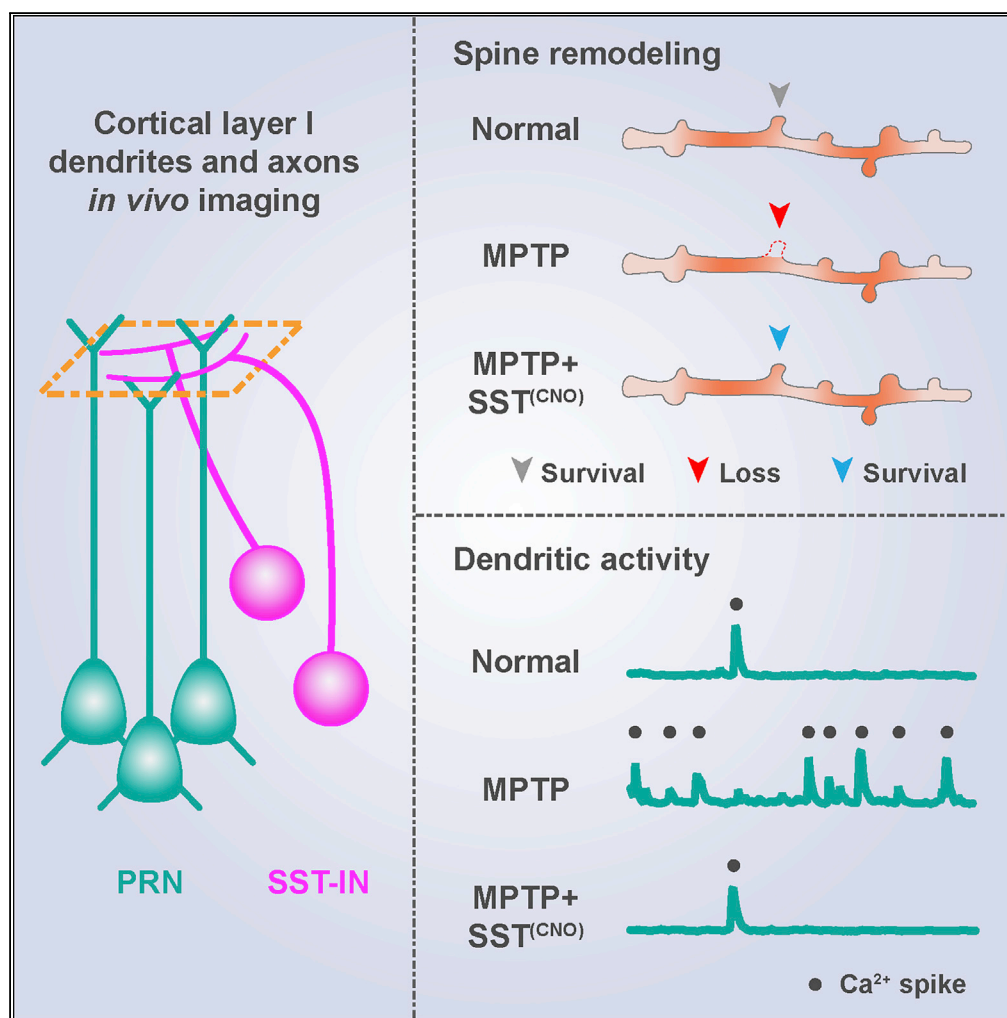 Cortical layer I
dendrites and axons
in vivo imaging
PRN
SST-IN
Spine remodeling
Normal
MPTP
MPTP+
SST(CNO)
Survival
Loss
Survival
Dendritic activity
Normal
MPTP
MPTP+
SST(CNO)
Ca²⁺ spike